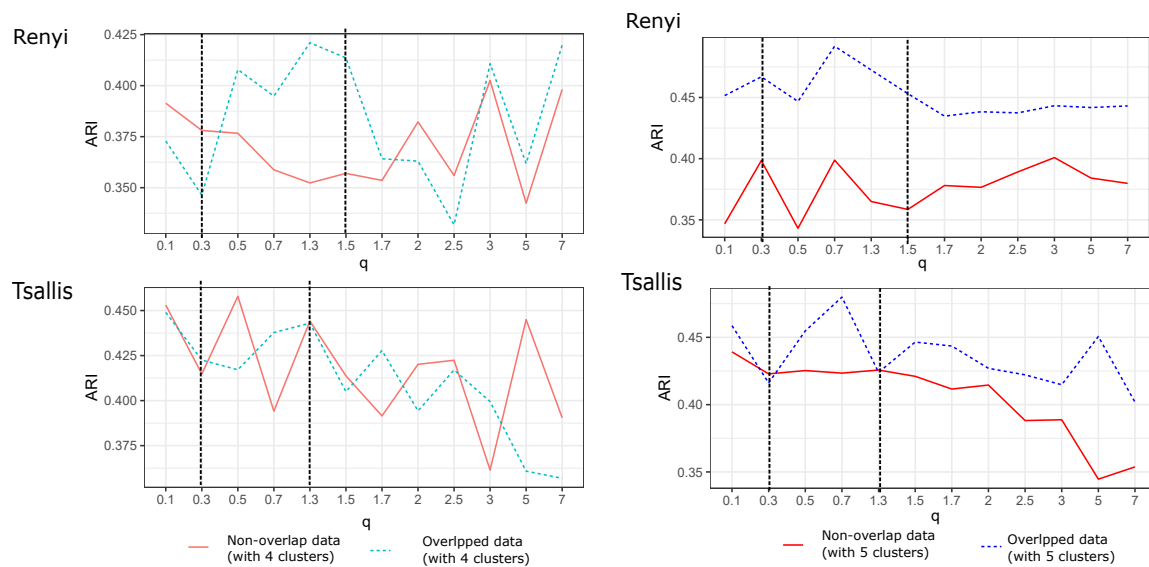 Renyi
0.425
0.400
0.375
0.350
ARI
0.1 0.3 0.5 0.7 1.3 1.5 1.7 2 2.5 3 5 7
q
Renyi
0.45
0.40
0.35
ARI
0.1 0.3 0.5 0.7 1.3 1.5 1.7 2 2.5 3 5 7
q
Tsallis
0.450
0.425
0.400
0.375
ARI
0.1 0.3 0.5 0.7 1.3 1.5 1.7 2 2.5 3 5 7
q
Non-overlap data
(with 4 clusters)
Overlpped data
(with 4 clusters)
Tsallis
0.45
0.40
0.35
ARI
0.1 0.3 0.5 0.7 1.3 1.5 1.7 2 2.5 3 5 7
q
Non-overlap data
(with 5 clusters)
Overlpped data
(with 5 clusters)